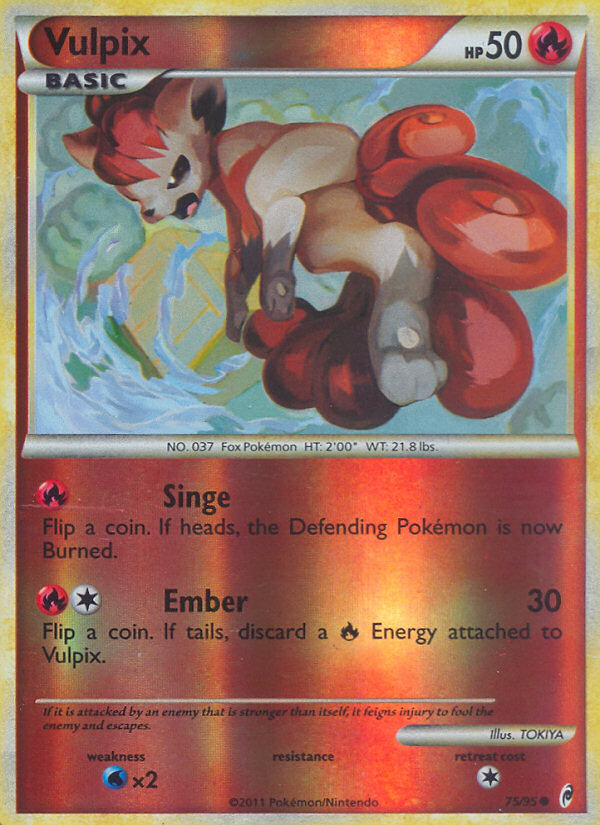 Vulpix
HP 50
BASIC
NO. 037 Fox Pokémon HT: 2'00" WT: 21.8 lbs.
Singe
Flip a coin. If heads, the Defending Pokémon is now
Burned.
Ember 30
Flip a coin. If tails, discard a Energy attached to
Vulpix.
If it is attacked by an enemy that is stronger than itself, it feigns injury to fool the
enemy and escapes.
Illus. TOKIYA
weakness resistance retreat cost
×2
©2011 Pokémon/Nintendo 75/95